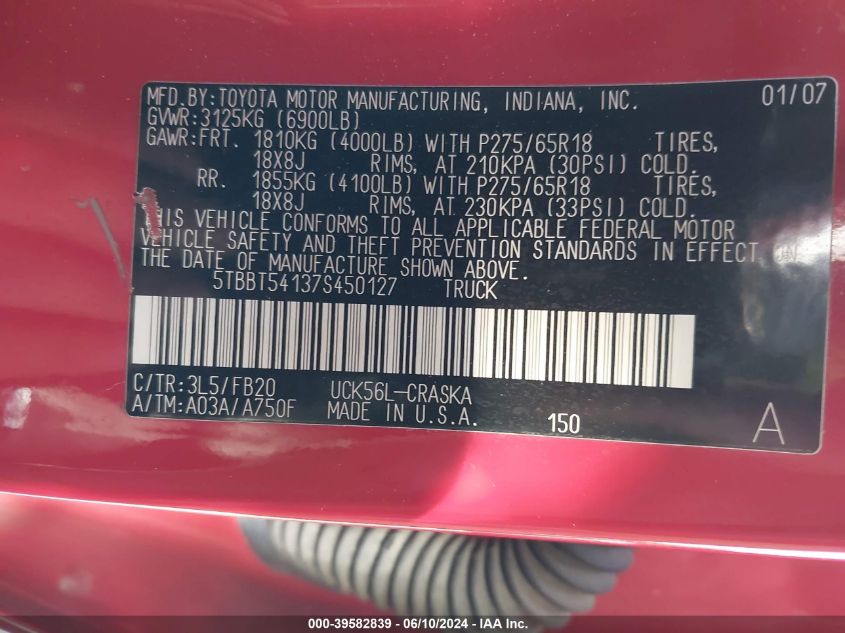 MFD.BY:TOYOTA MOTOR MANUFACTURING, INDIANA, INC. 01/07
GVWR:3125KG (6900LB)
GAWR:FRT. 1810KG (4000LB) WITH P275/65R18 TIRES,
18X8J RIMS, AT 210KPA (30PSI) COLD.
RR. 1855KG (4100LB) WITH P275/65R18 TIRES,
18X8J RIMS, AT 230KPA (33PSI) COLD.
THIS VEHICLE CONFORMS TO ALL APPLICABLE FEDERAL MOTOR
VEHICLE SAFETY AND THEFT PREVENTION STANDARDS IN EFFECT ON
THE DATE OF MANUFACTURE SHOWN ABOVE.
5TBBT54137S450127 TRUCK
C/TR:3L5/FB20 UCK56L-CRASKA
A/TM:A03A/A750F MADE IN U.S.A. 150 A
000-39582839 - 06/10/2024 - IAA Inc.